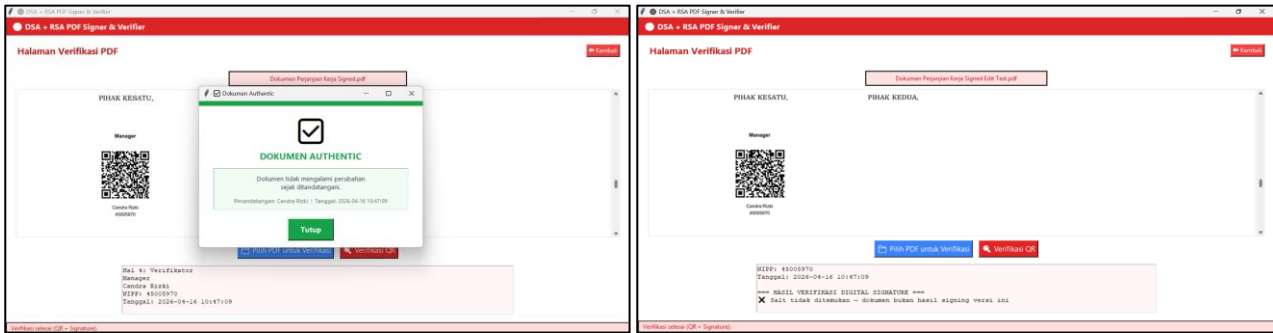 DSA + RSA PDF Signer & Verifier
DSA + RSA PDF Signer & Verifier
Halaman Verifikasi PDF
Kembali
Dokumen Perjanjian Kerja Signed.pdf
PIHAK KESATU,
Manager
Candra Rizki
45005970
Dokumen Authentic
DOKUMEN AUTHENTIC
Dokumen tidak mengalami perubahan
sejak ditandatangani.
Penandatangan: Candra Rizki | Tanggal: 2026-04-16 10:47:09
Tutup
Pilih PDF untuk Verifikasi
Verifikasi QR
Hal 4: Verifikator
Manager
Candra Rizki
NIPP: 45005970
Tanggal: 2026-04-16 10:47:09
Verifikasi selesai (QR + Signature).
DSA + RSA PDF Signer & Verifier
DSA + RSA PDF Signer & Verifier
Halaman Verifikasi PDF
Kembali
Dokumen Perjanjian Kerja Signed Edit Text.pdf
PIHAK KESATU, PIHAK KEDUA,
Manager
Candra Rizki
45005970
Pilih PDF untuk Verifikasi
Verifikasi QR
NIPP: 45005970
Tanggal: 2026-04-16 10:47:09
=== HASIL VERIFIKASI DIGITAL SIGNATURE ===
❌ Salt tidak ditemukan — dokumen bukan hasil signing versi ini
Verifikasi selesai (QR + Signature).